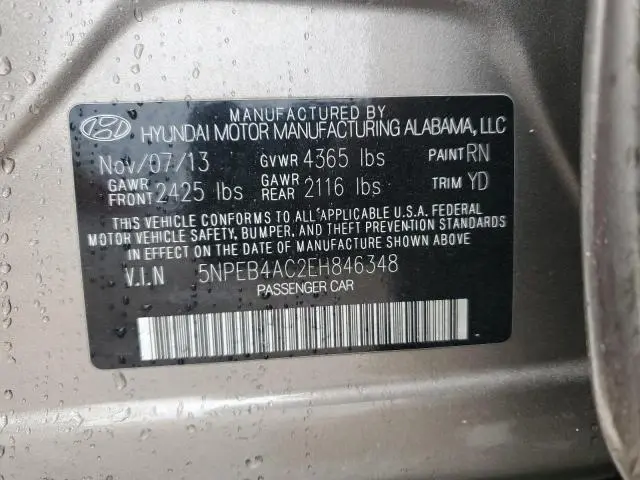 MANUFACTURED BY
HYUNDAI MOTOR MANUFACTURING ALABAMA, LLC
Nov/07/13 GVWR 4365 lbs PAINT RN
GAWR FRONT 2425 lbs GAWR REAR 2116 lbs TRIM YD
THIS VEHICLE CONFORMS TO ALL APPLICABLE U.S.A. FEDERAL
MOTOR VEHICLE SAFETY, BUMPER, AND THEFT PREVENTION STANDARDS
IN EFFECT ON THE DATE OF MANUFACTURE SHOWN ABOVE
V.I.N 5NPEB4AC2EH846348
PASSENGER CAR